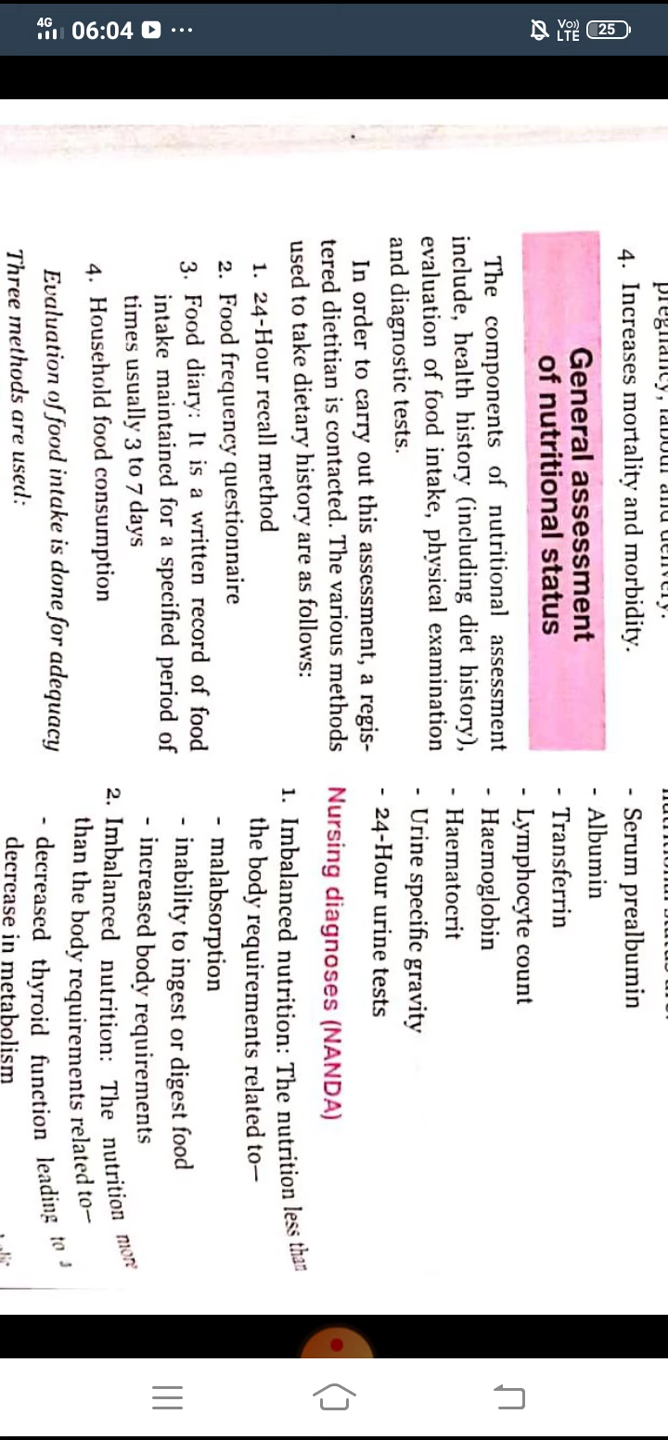 4G 06:04 ... Vo)) LTE 25
pregnancy, labour and delivery.
4. Increases mortality and morbidity.
General assessment
of nutritional status
The components of nutritional assessment
include, health history (including diet history),
evaluation of food intake, physical examination
and diagnostic tests.
In order to carry out this assessment, a regis-
tered dietitian is contacted. The various methods
used to take dietary history are as follows:
1. 24-Hour recall method
2. Food frequency questionnaire
3. Food diary: It is a written record of food
intake maintained for a specified period of
times usually 3 to 7 days
4. Household food consumption
Evaluation of food intake is done for adequacy
Three methods are used:
- Serum prealbumin
- Albumin
- Transferrin
- Lymphocyte count
- Haemoglobin
- Haematocrit
- Urine specific gravity
- 24-Hour urine tests
Nursing diagnoses (NANDA)
1. Imbalanced nutrition: The nutrition less than
the body requirements related to—
- malabsorption
- inability to ingest or digest food
- increased body requirements
2. Imbalanced nutrition: The nutrition more
than the body requirements related to—
- decreased thyroid function leading to a
decrease in metabolism